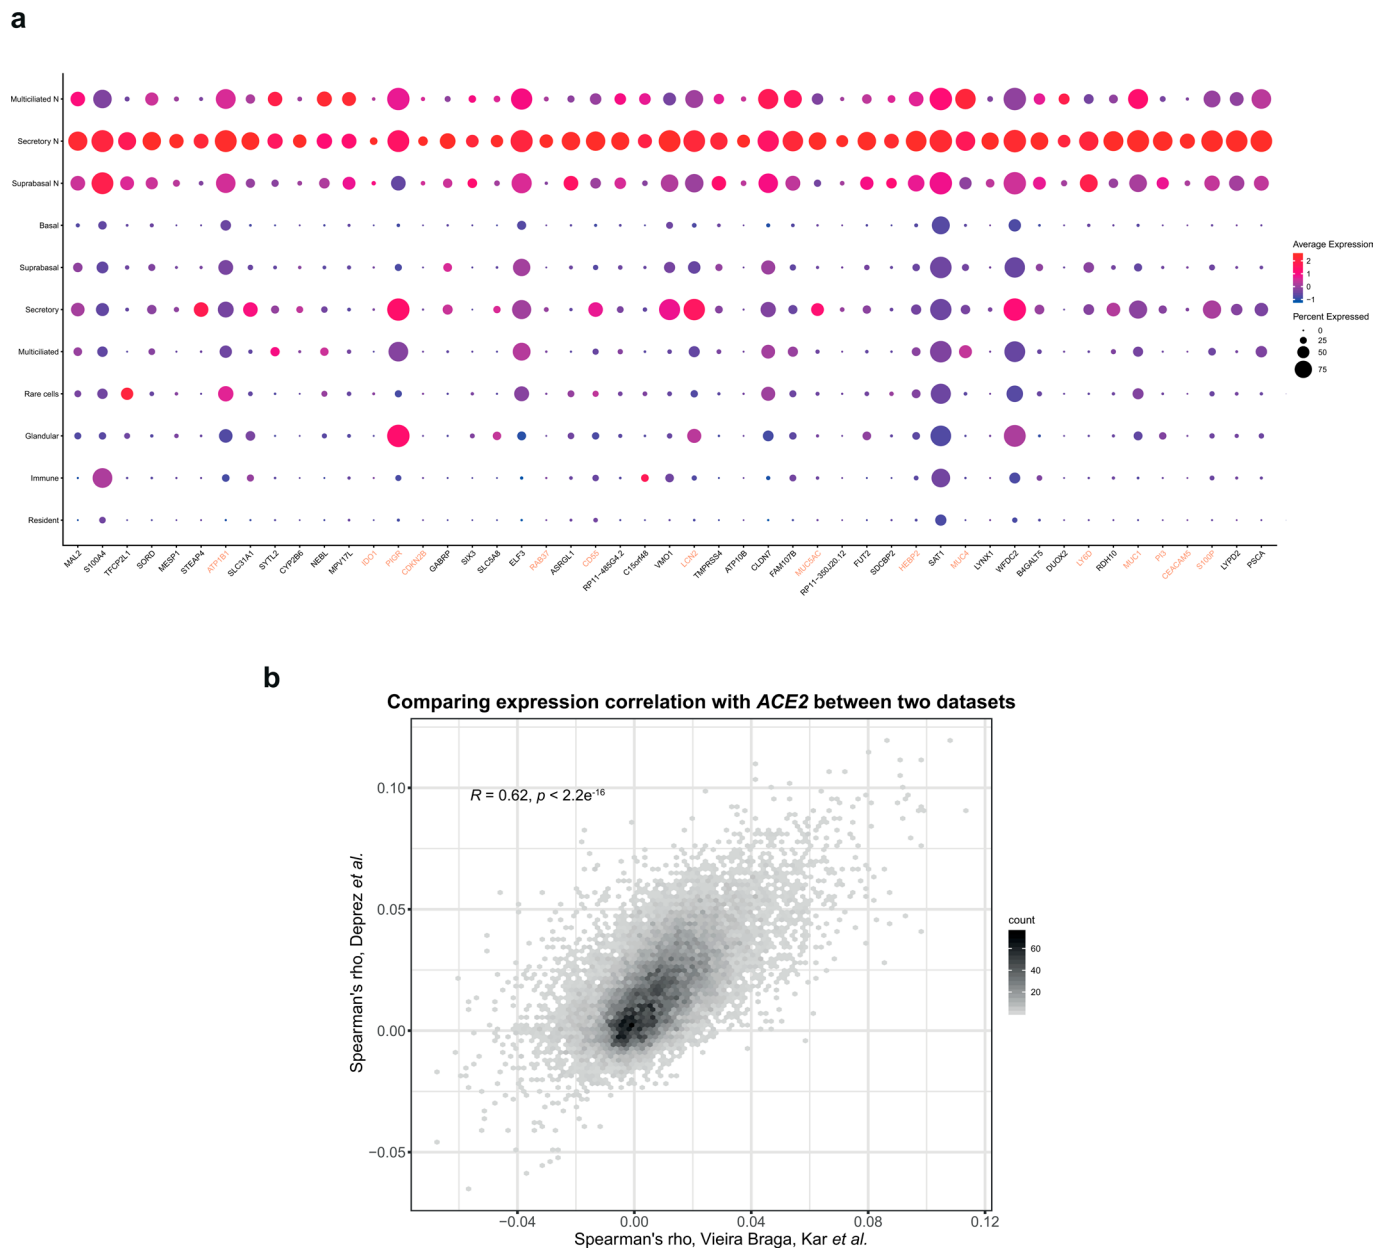 a
Multiciliated N
Secretory N
Suprabasal N
Basal
Suprabasal
Secretory
Multiciliated
Rare cells
Glandular
Immune
Resident
MAL2
S100A4
TFCP2L1
SORD
MESP1
STEAP4
ATP1B1
SLC31A1
SYTL2
CYP2B6
NEBL
MPV17L
IDO1
PIGR
CDKN2B
GABRP
SIX3
SLC5A8
ELF3
RAB37
ASRGL1
CD55
RP11-485G4.2
C15orf48
VMO1
LCN2
TMPRSS4
ATP10B
CLDN7
FAM107B
MUC5AC
RP11-350J20.12
FUT2
SDCBP2
HEBP2
SAT1
MUC4
LYNX1
WFDC2
B4GALT5
DUOX2
LY6D
RDH10
MUC1
PI3
CEACAM5
S100P
LYPD2
PSCA
Average Expression
2
1
0
−1
Percent Expressed
0
25
50
75
b
Comparing expression correlation with ACE2 between two datasets
R = 0.62, p < 2.2e-16
Spearman's rho, Deprez et al.
0.10
0.05
0.00
−0.05
−0.04
0.00
0.04
0.08
0.12
Spearman's rho, Vieira Braga, Kar et al.
count
60
40
20